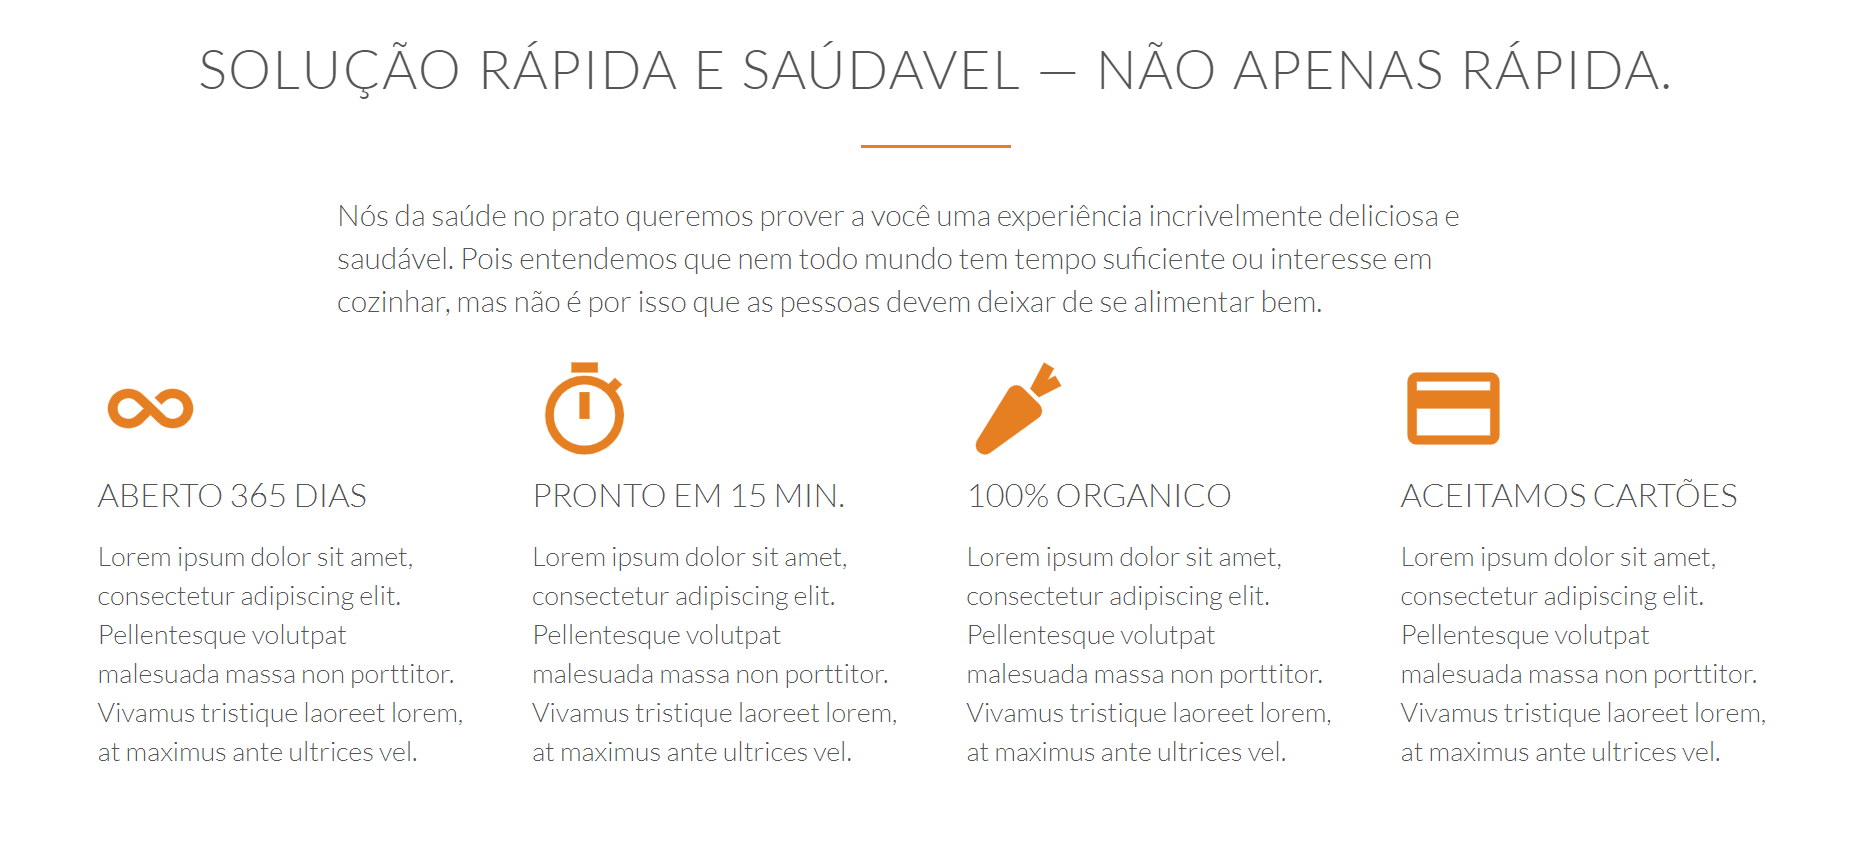 SOLUÇÃO RÁPIDA E SAÚDAVEL — NÃO APENAS RÁPIDA.
Nós da saúde no prato queremos prover a você uma experiência incrivelmente deliciosa e
saudável. Pois entendemos que nem todo mundo tem tempo suficiente ou interesse em
cozinhar, mas não é por isso que as pessoas devem deixar de se alimentar bem.
ABERTO 365 DIAS
Lorem ipsum dolor sit amet,
consectetur adipiscing elit.
Pellentesque volutpat
malesuada massa non porttitor.
Vivamus tristique laoreet lorem,
at maximus ante ultrices vel.
PRONTO EM 15 MIN.
Lorem ipsum dolor sit amet,
consectetur adipiscing elit.
Pellentesque volutpat
malesuada massa non porttitor.
Vivamus tristique laoreet lorem,
at maximus ante ultrices vel.
100% ORGANICO
Lorem ipsum dolor sit amet,
consectetur adipiscing elit.
Pellentesque volutpat
malesuada massa non porttitor.
Vivamus tristique laoreet lorem,
at maximus ante ultrices vel.
ACEITAMOS CARTÕES
Lorem ipsum dolor sit amet,
consectetur adipiscing elit.
Pellentesque volutpat
malesuada massa non porttitor.
Vivamus tristique laoreet lorem,
at maximus ante ultrices vel.